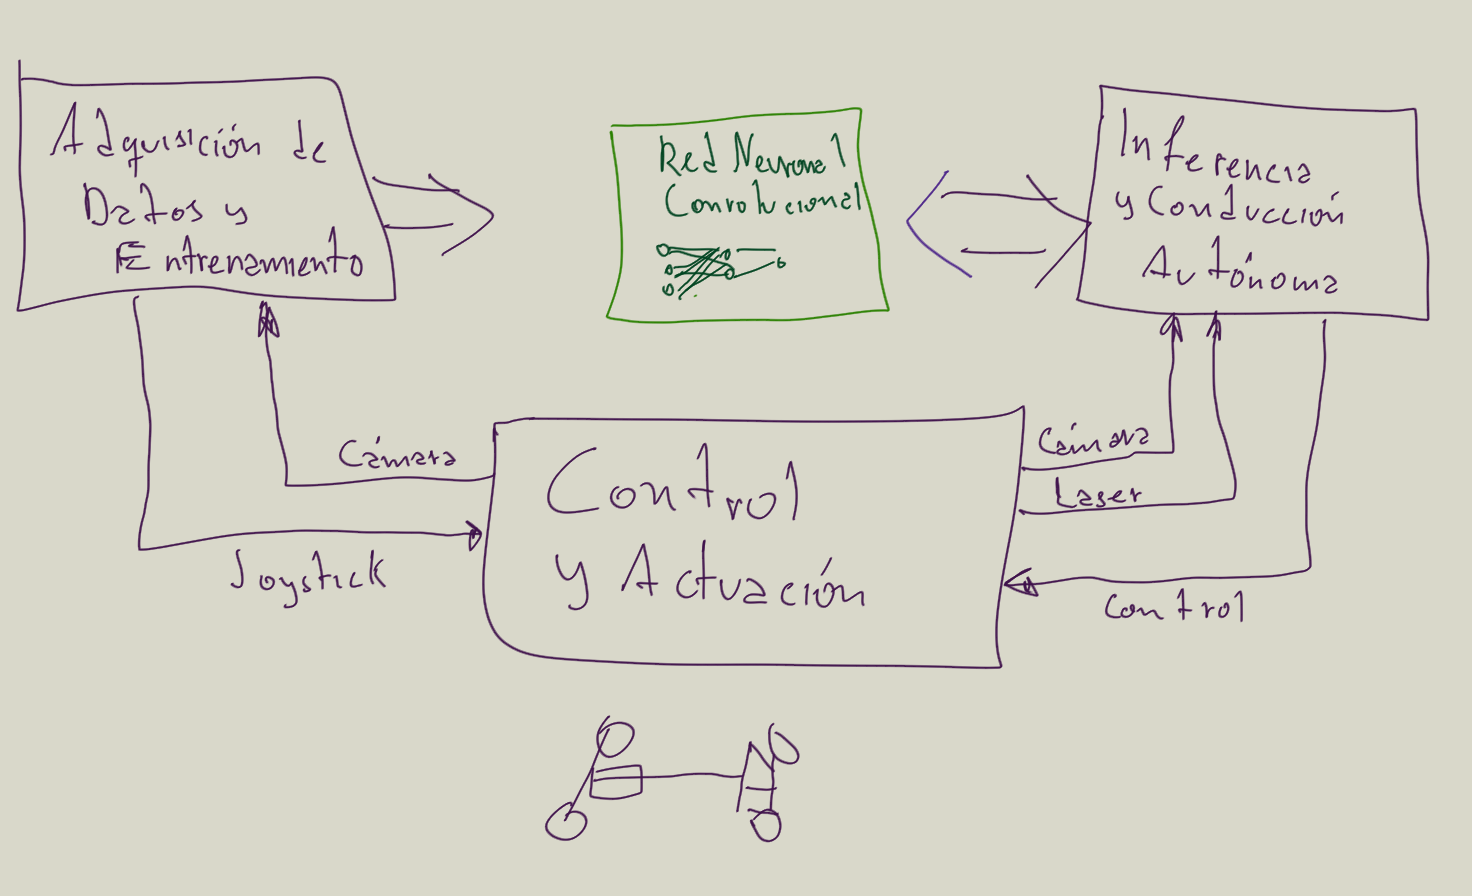 Adquisición de
Datos y
Entrenamiento
Red Neuronal
Convolucional
Inferencia
y Conducción
Autónoma
Cámara
Joystick
Control
y Actuación
Cámara
Laser
Control